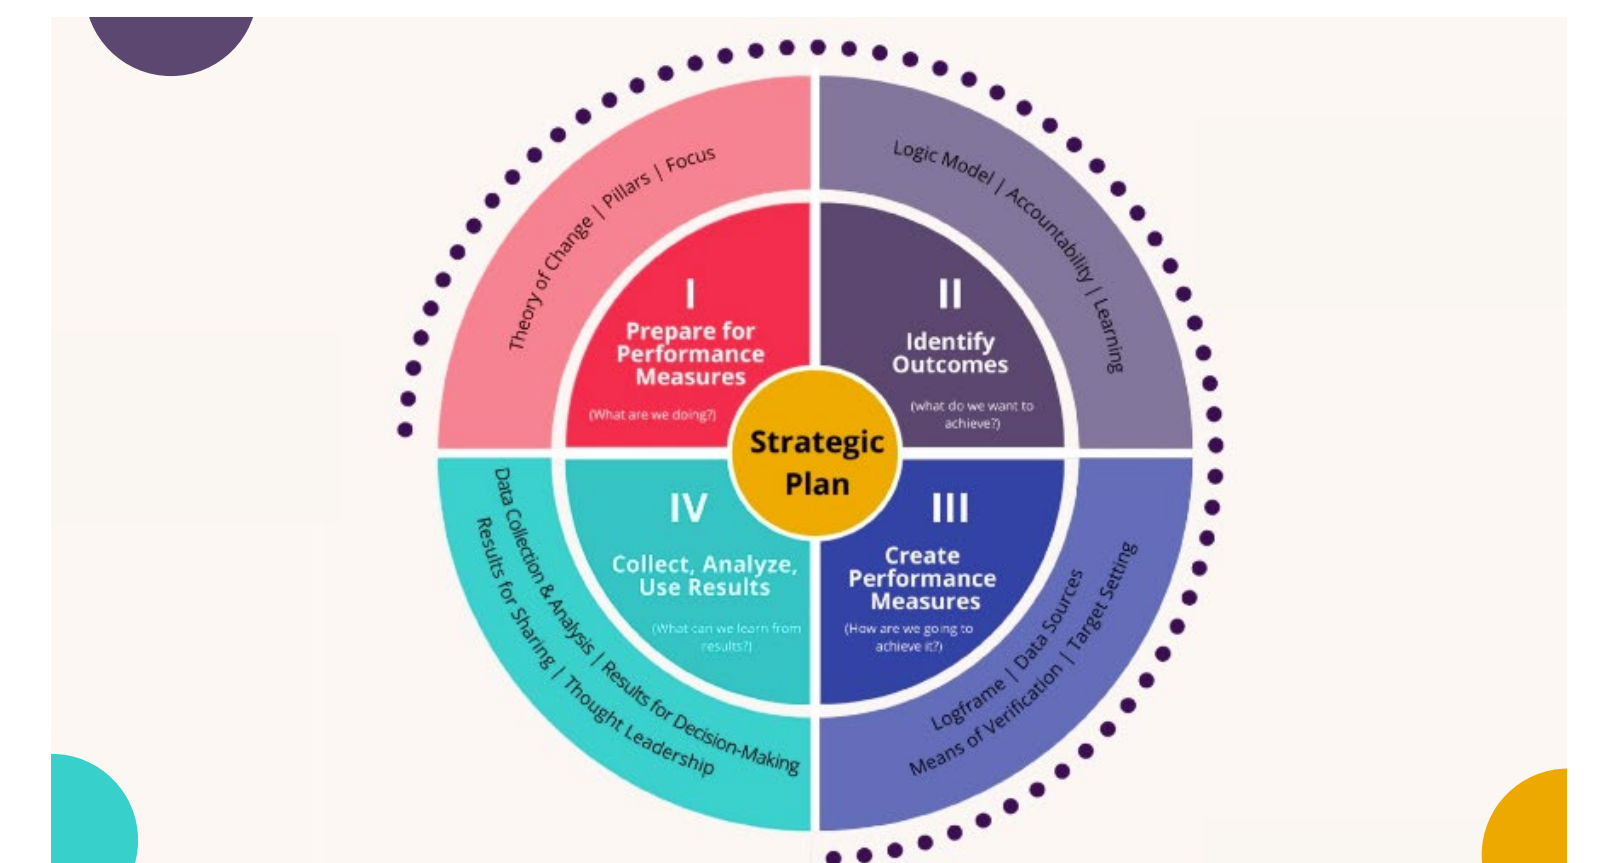 Theory of Change | Pillars | Focus
Logic Model | Accountability | Learning
I
Prepare for
Performance
Measures
(What are we doing?)
II
Identify
Outcomes
(what do we want to
achieve?)
Strategic
Plan
IV
Collect, Analyze,
Use Results
(What can we learn from
results?)
III
Create
Performance
Measures
(How are we going to
achieve it?)
Data Collection & Analysis | Results for Decision-Making
Results for Sharing | Thought Leadership
Logframe | Data Sources
Means of Verification | Target Setting